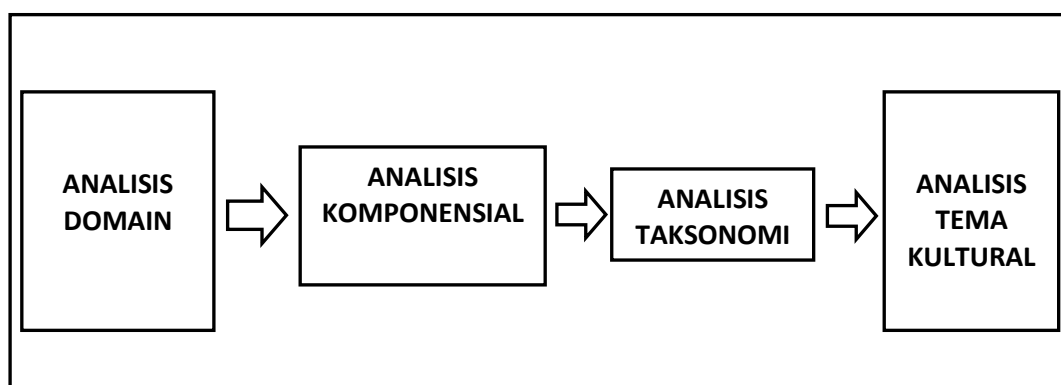 ANALISIS
DOMAIN
ANALISIS
KOMPONENSIAL
ANALISIS
TAKSONOMI
ANALISIS
TEMA
KULTURAL